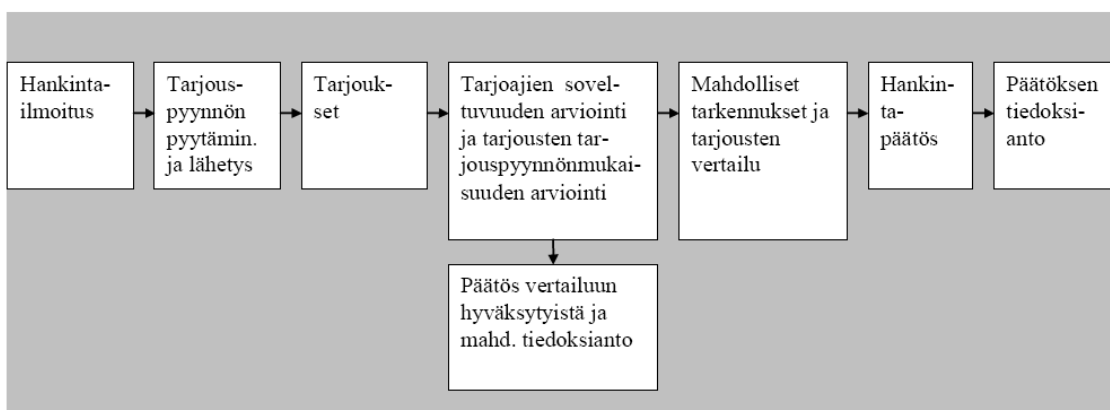 Hankinta-
ilmoitus
Tarjous-
pyynnön
pyytämin.
ja lähetys
Tarjouk-
set
Tarjoajien sovel-
tuvuuden arviointi
ja tarjousten tar-
jouspyynnönmukai-
suuden arviointi
Mahdolliset
tarkennukset ja
tarjousten
vertailu
Hankin-
ta-
päätös
Päätöksen
tiedoksi-
anto
Päätös vertailuun
hyväksytyistä ja
mahd. tiedoksianto